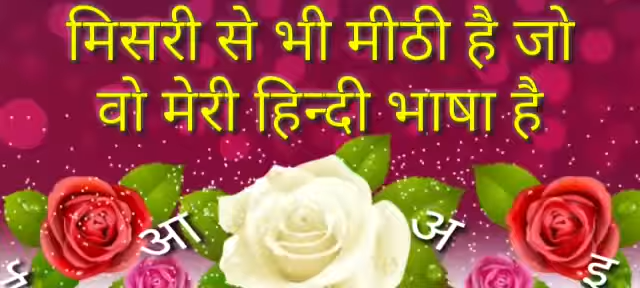 मिसरी से भी मीठी है जो
वो मेरी हिन्दी भाषा है
आ
अ
इ